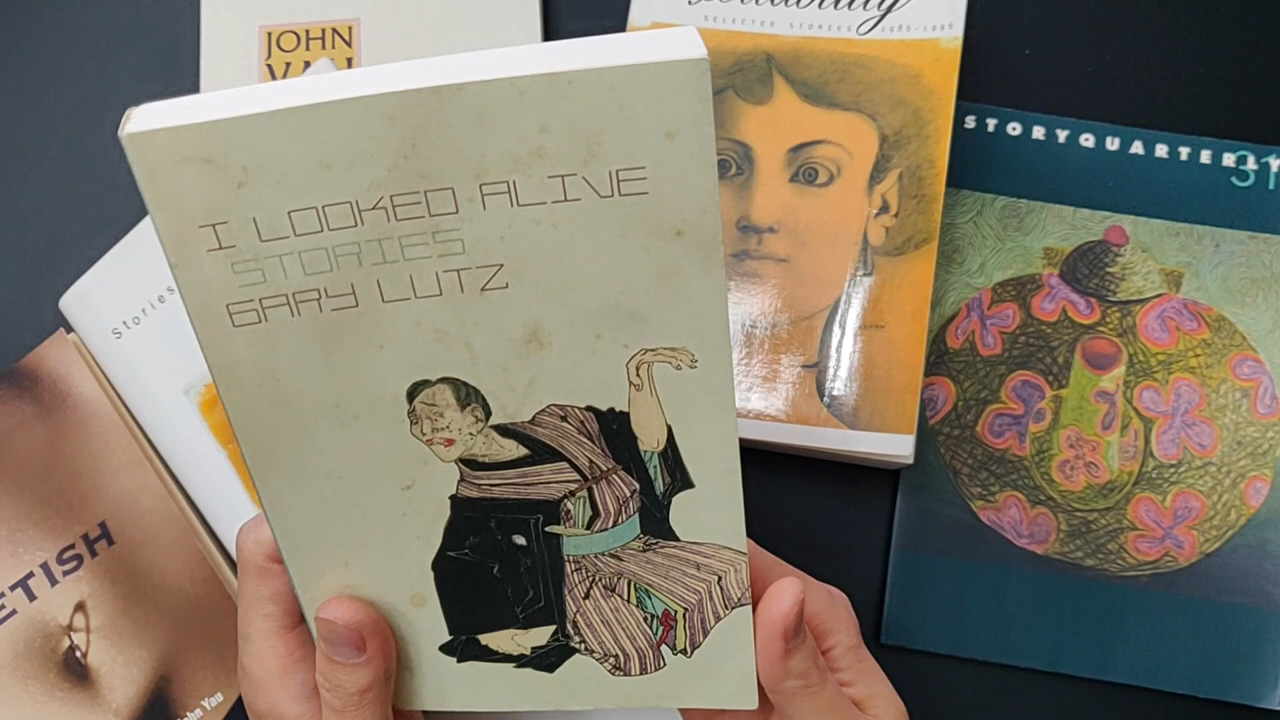 JOHN
SELECTED STORIES 1986-1996
STORYQUARTERLY
31
I LOOKED ALIVE
STORIES
GARY LUTZ
Stories
ETISH
John Yau